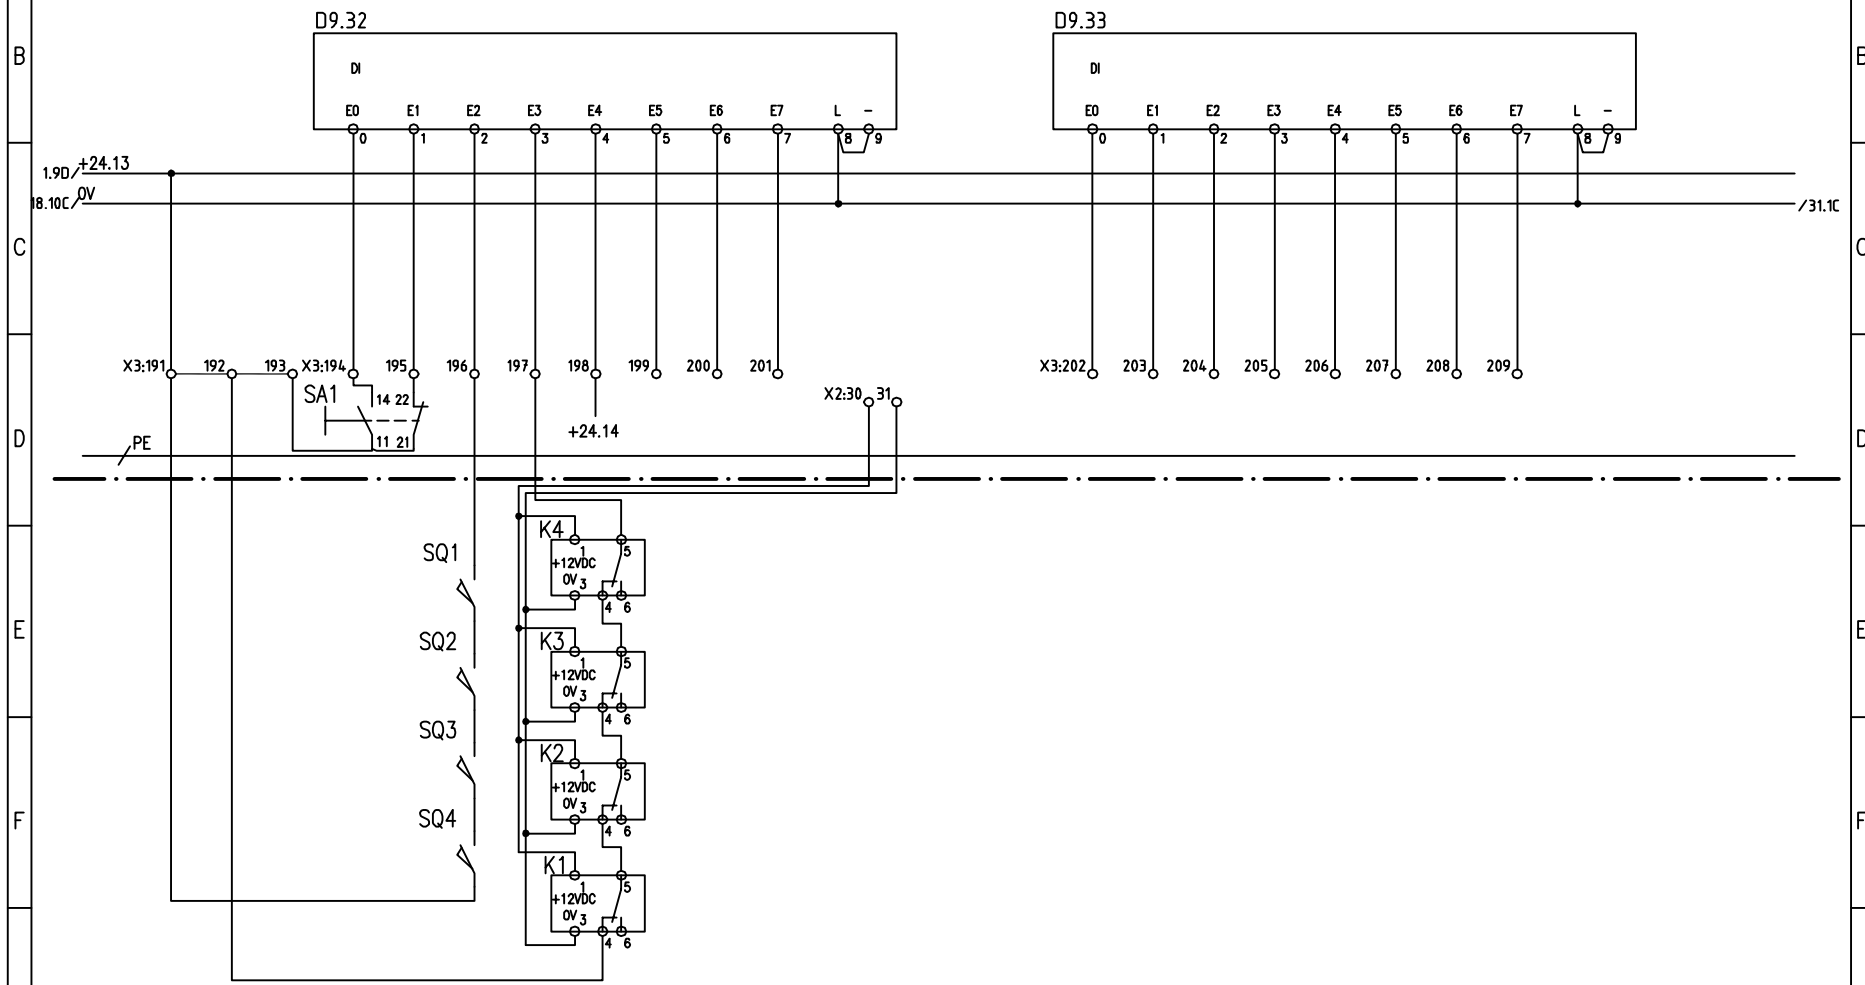 D9.32 D9.33
B B
DI DI
E0 E1 E2 E3 E4 E5 E6 E7 L - E0 E1 E2 E3 E4 E5 E6 E7 L -
0 1 2 3 4 5 6 7 8 9 0 1 2 3 4 5 6 7 8 9
1.9D/ +24.13
18.10C/ 0V /31.1C
C C
X3:191 192 193 X3:194 195 196 197 198 199 200 201 X3:202 203 204 205 206 207 208 209
SA1 14 22 X2:30 31
+24.14
D PE 11 21 D
K4
SQ1 1 5
+12VDC
0V 3
4 6
E SQ2 K3 E
1 5
+12VDC
0V 3
4 6
SQ3
K2
1 5
+12VDC
0V 3
F SQ4 4 6 F
K1
1 5
+12VDC
0V 3
4 6